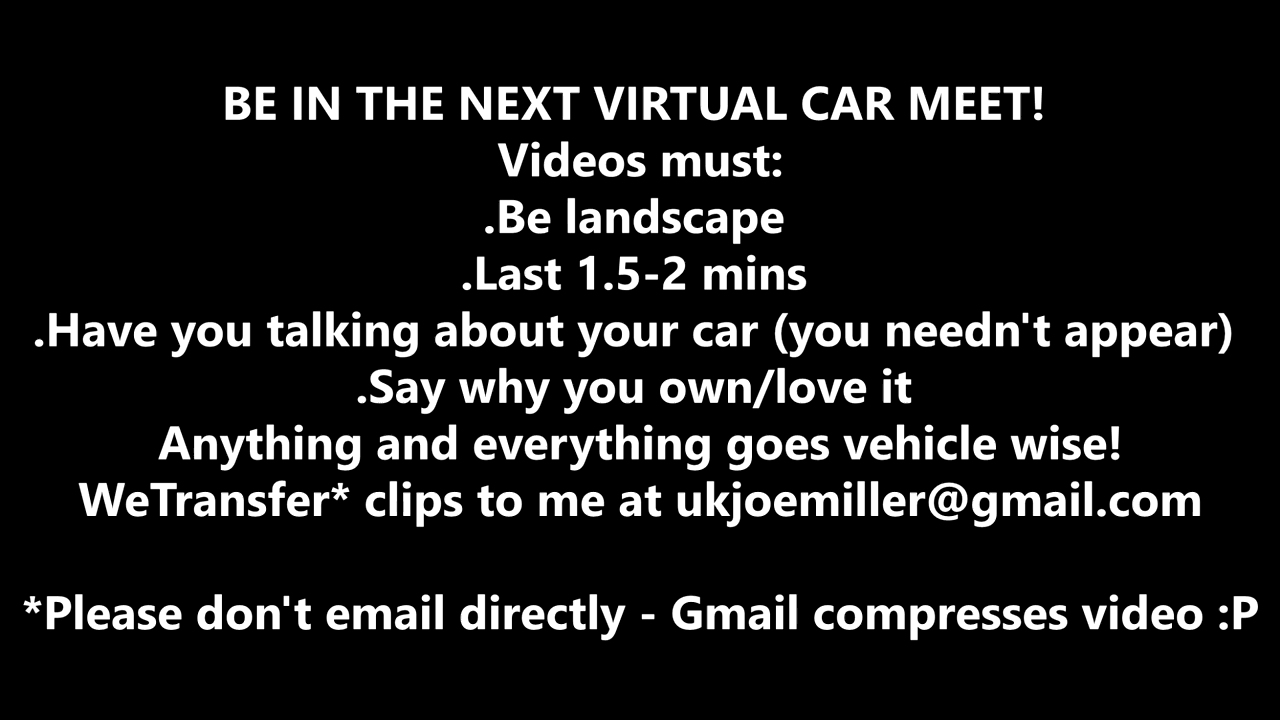 BE IN THE NEXT VIRTUAL CAR MEET!
Videos must:
.Be landscape
.Last 1.5-2 mins
.Have you talking about your car (you needn't appear)
.Say why you own/love it
Anything and everything goes vehicle wise!
WeTransfer* clips to me at ukjoemiller@gmail.com
*Please don't email directly - Gmail compresses video :P